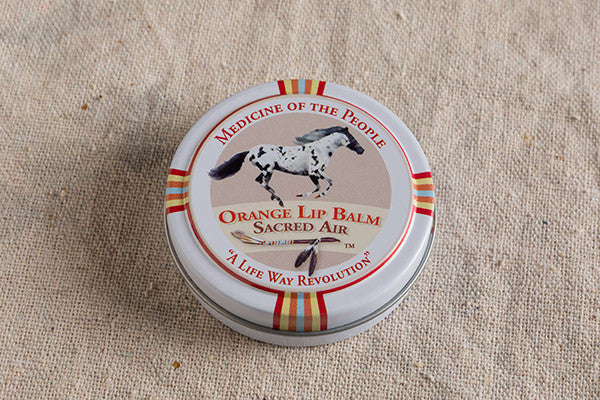 MEDICINE OF THE PEOPLE
ORANGE LIP BALM
SACRED AIR
TM
"A LIFE WAY REVOLUTION"